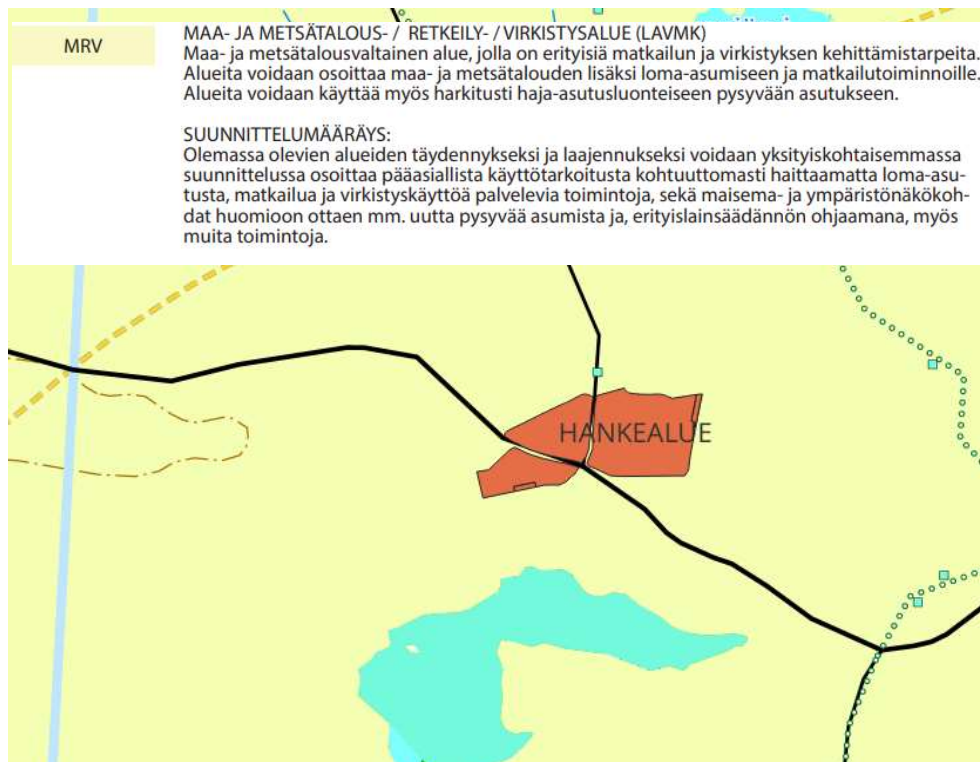 MRV
MAA- JA METSÄTALOUS- / RETKEILY- / VIRKISTYSALUE (LAVMK)
Maa- ja metsätalousvaltainen alue, jolla on erityisiä matkailun ja virkistyksen kehittämistarpeita.
Alueita voidaan osoittaa maa- ja metsätalouden lisäksi loma-asumiseen ja matkailutoiminnoille.
Alueita voidaan käyttää myös harkitusti haja-asutusluonteiseen pysyvään asutukseen.
SUUNNITTELUMÄÄRÄYS:
Olemassa olevien alueiden täydennykseksi ja laajennukseksi voidaan yksityiskohtaisemmassa
suunnittelussa osoittaa pääasiallista käyttötarkoitusta kohtuuttomasti haittaamatta loma-asu-
tusta, matkailua ja virkistyskäyttöä palvelevia toimintoja, sekä maisema- ja ympäristönäkökoh-
dat huomioon ottaen mm. uutta pysyvää asumista ja, erityislainsäädännön ohjaamana, myös
muita toimintoja.
HANKEALUE